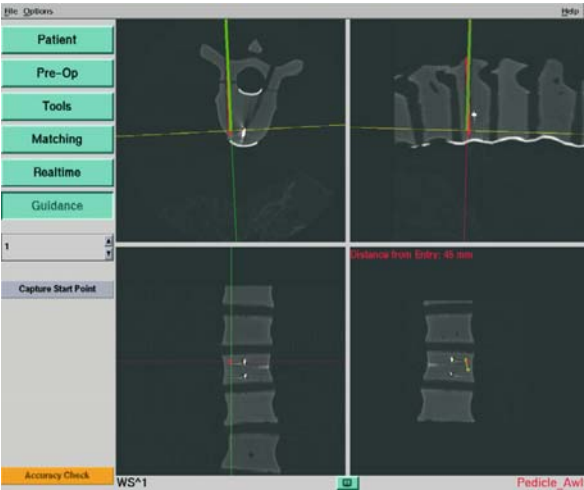 File Options Help
Patient
Pre-Op
Tools
Matching
Realtime
Guidance
1
Capture Start Point
Distance from Entry: 45 mm
Accuracy Check
WS^1
Pedicle_Awl